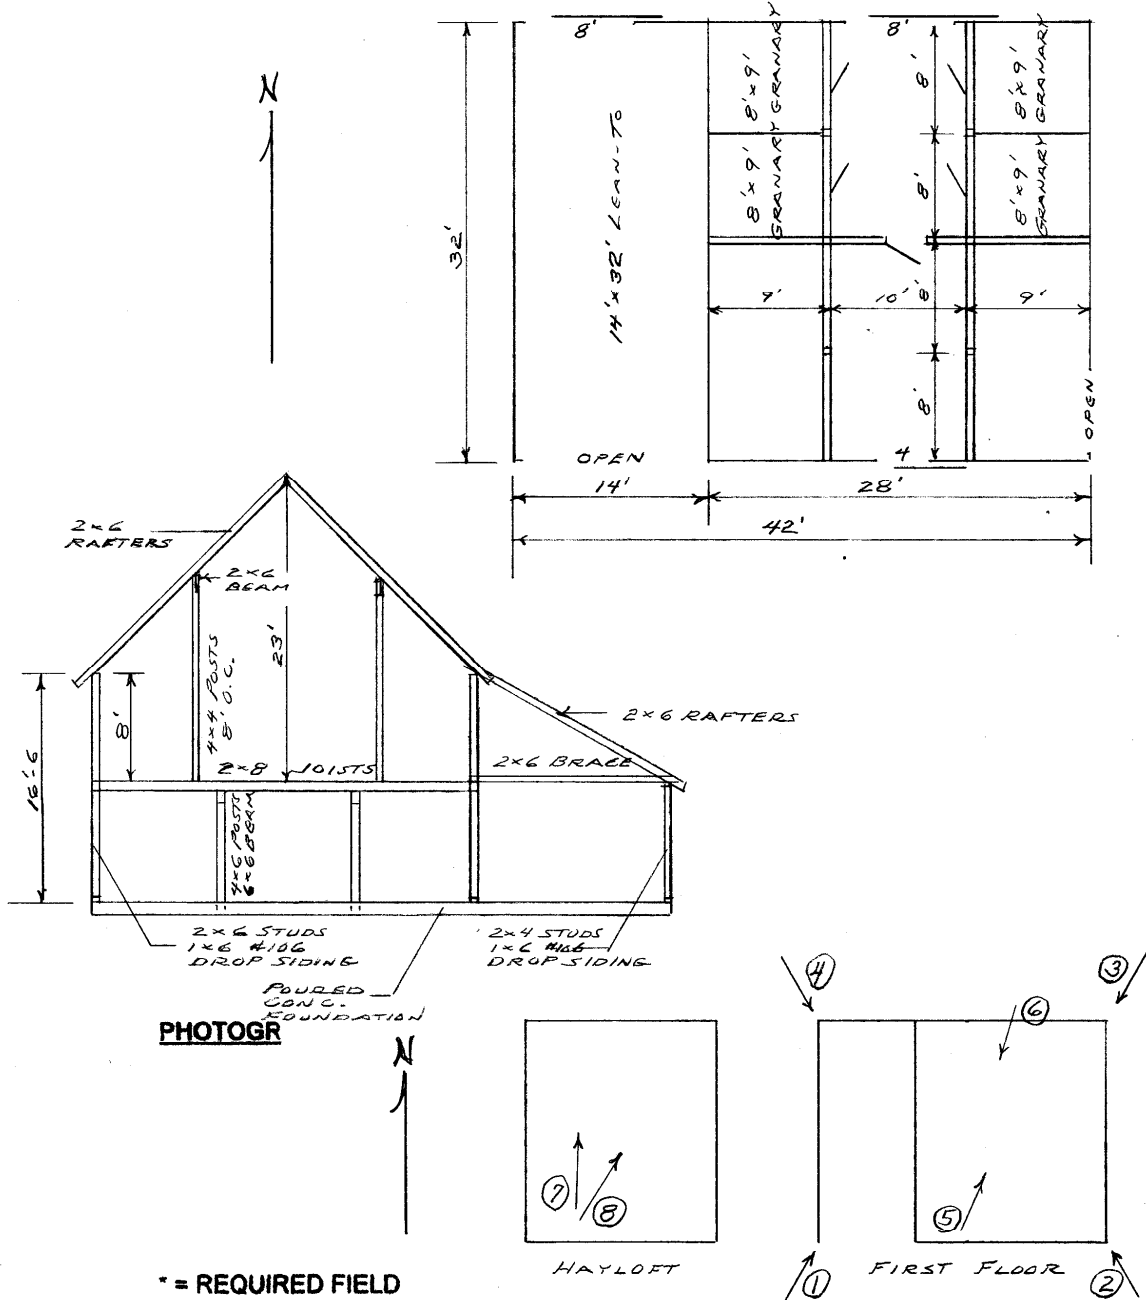 8'
8'
N
8'x9'
GRANARY
8'
8'x9'
GRANARY
14'x32' LEAN-TO
8'x9'
GRANARY
8'
8'x9'
GRANARY
32'
9'
10'
8'
9'
8'
OPEN
OPEN
4
14'
28'
42'
2x6
RAFTERS
2x6
BEAM
4x4 POSTS
8' O.C.
23'
8'
16'-6
2x8 JOISTS
2x6 RAFTERS
2x6 BRACE
4x6 POSTS
6x6 BEAM
2x6 STUDS
1x6 #106
DROP SIDING
2x4 STUDS
1x6 #106
DROP SIDING
POURED
CONC.
FOUNDATION
PHOTOGR
N
4
3
6
7
8
5
HAYLOFT
FIRST FLOOR
1
2
* = REQUIRED FIELD